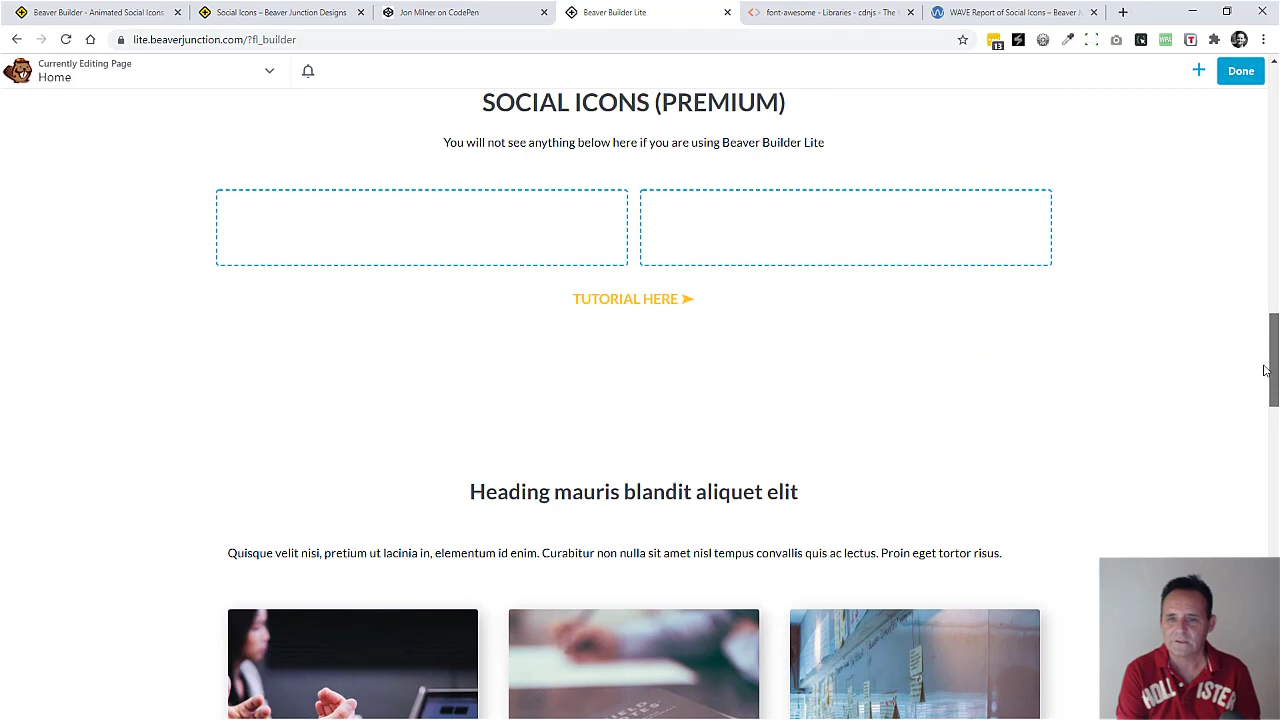 Beaver Builder - Animated Social Icons
Social Icons – Beaver Junction Designs
Jon Milner on CodePen
Beaver Builder Lite
font-awesome - Libraries - cdnjs - The
WAVE Report of Social Icons – Beaver J
lite.beaverjunction.com/?fl_builder
13
WPA
T
Currently Editing Page
Home
Done
SOCIAL ICONS (PREMIUM)
You will not see anything below here if you are using Beaver Builder Lite
TUTORIAL HERE ➤
Heading mauris blandit aliquet elit
Quisque velit nisi, pretium ut lacinia in, elementum id enim. Curabitur non nulla sit amet nisl tempus convallis quis ac lectus. Proin eget tortor risus.
HOLLISTER